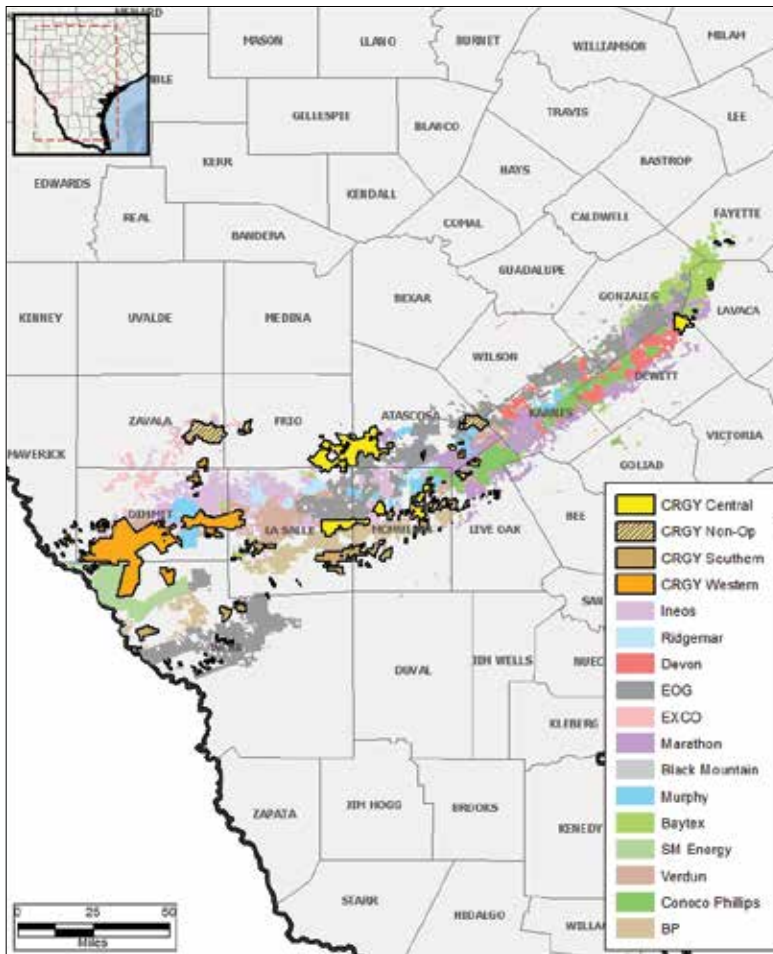 MASON
LLANO
BURNET
WILLIAMSON
MILAM
GILLESPIE
BLANCO
TRAVIS
LEE
KERR
HAYS
BASTROP
EDWARDS
KENDALL
REAL
COMAL
CALDWELL
FAYETTE
BANDERA
GUADALUPE
BEXAR
GONZALES
KINNEY
UVALDE
MEDINA
LAVACA
WILSON
DEWITT
ZAVALA
FRIO
ATASCOSA
KARNES
MAVERICK
VICTORIA
GOLIAD
DIMMIT
LA SALLE
MCMULLEN
LIVE OAK
BEE
DUVAL
JIM WELLS
KLEBERG
ZAPATA
JIM HOGG
BROOKS
KENEDY
STARR
HIDALGO
CRGY Central
CRGY Non-Op
CRGY Southern
CRGY Western
Ineos
Ridgemar
Devon
EOG
EXCO
Marathon
Black Mountain
Murphy
Baytex
SM Energy
Verdun
Conoco Phillips
BP
0 25 50
Miles